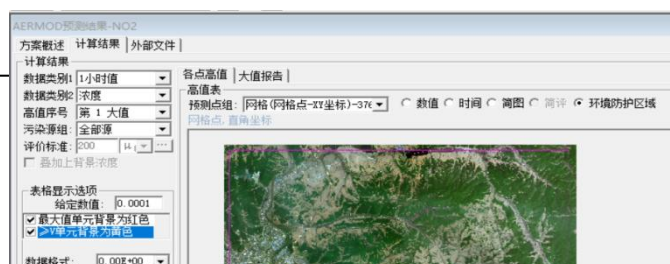 AERMOD预测结果-NO2
方案概述 计算结果 外部文件
计算结果
数据类别1 1小时值
数据类别2 浓度
高值序号 第 1 大值
污染源组: 全部源
评价标准: 200
叠加上背景浓度
表格显示选项
给定数值: 0.0001
最大值单元背景为红色
≥V单元背景为黄色
数据格式: 0.00E+00
各点高值 大值报告
高值表
预测点组: 网格(网格点-XY坐标)-376 数值 时间 简图 简评 环境防护区域
网格点,直角坐标